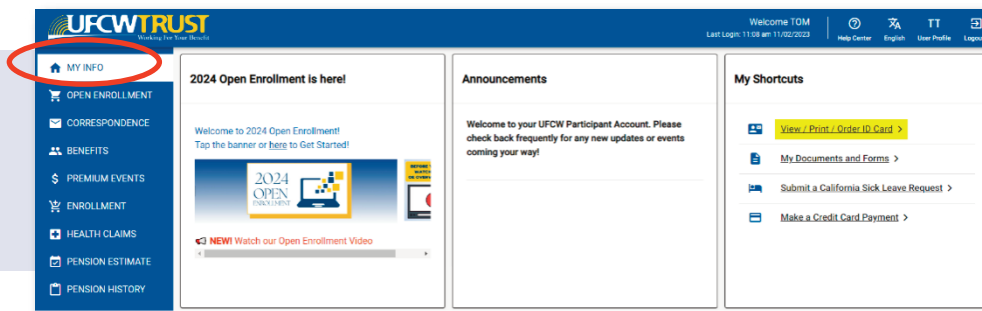 UFCWTRUST
Working For Your Benefit
Welcome TOM
Last Login: 11:08 am 11/02/2023
Help Center
English
TT
User Profile
Logout
MY INFO
OPEN ENROLLMENT
CORRESPONDENCE
BENEFITS
PREMIUM EVENTS
ENROLLMENT
HEALTH CLAIMS
PENSION ESTIMATE
PENSION HISTORY
2024 Open Enrollment is here!
Welcome to 2024 Open Enrollment!
Tap the banner or here to Get Started!
2024
OPEN
ENROLLMENT
NEW! Watch our Open Enrollment Video
Announcements
Welcome to your UFCW Participant Account. Please
check back frequently for any new updates or events
coming your way!
My Shortcuts
View / Print / Order ID Card >
My Documents and Forms >
Submit a California Sick Leave Request >
Make a Credit Card Payment >